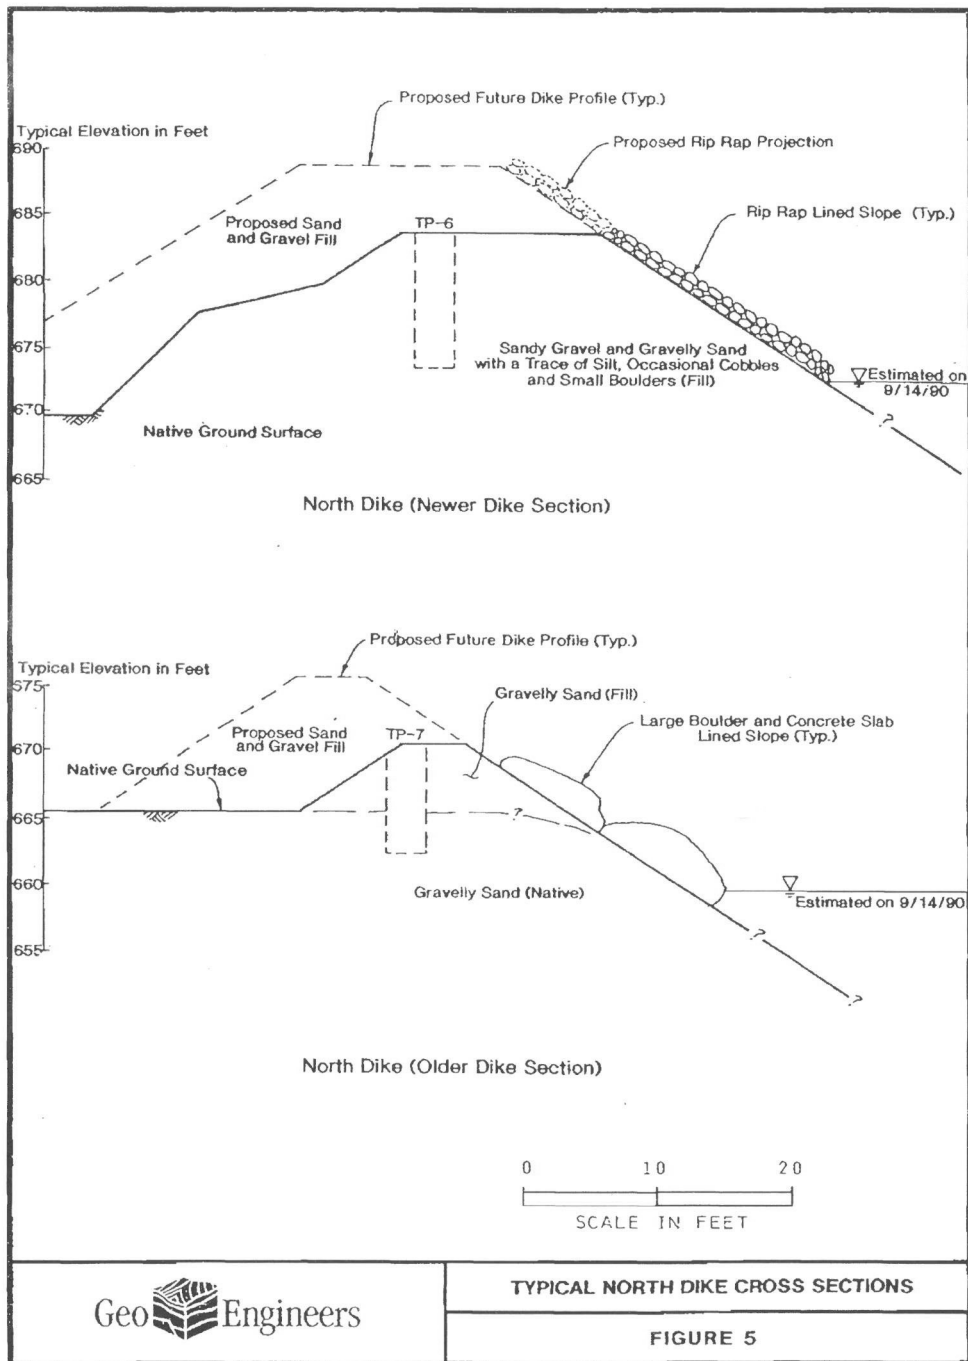 Proposed Future Dike Profile (Typ.)
Typical Elevation in Feet
690
Proposed Rip Rap Projection
685
Proposed Sand
and Gravel Fill
TP-6
Rip Rap Lined Slope (Typ.)
680
675
Sandy Gravel and Gravelly Sand
with a Trace of Silt, Occasional Cobbles
and Small Boulders (Fill)
Estimated on
9/14/90
670
Native Ground Surface
?
665
North Dike (Newer Dike Section)
Proposed Future Dike Profile (Typ.)
Typical Elevation in Feet
675
Gravelly Sand (Fill)
Proposed Sand
and Gravel Fill
TP-7
Large Boulder and Concrete Slab
Lined Slope (Typ.)
670
Native Ground Surface
665
?
660
Gravelly Sand (Native)
Estimated on 9/14/90
655
?
?
North Dike (Older Dike Section)
0 10 20
SCALE IN FEET
Geo Engineers
TYPICAL NORTH DIKE CROSS SECTIONS
FIGURE 5